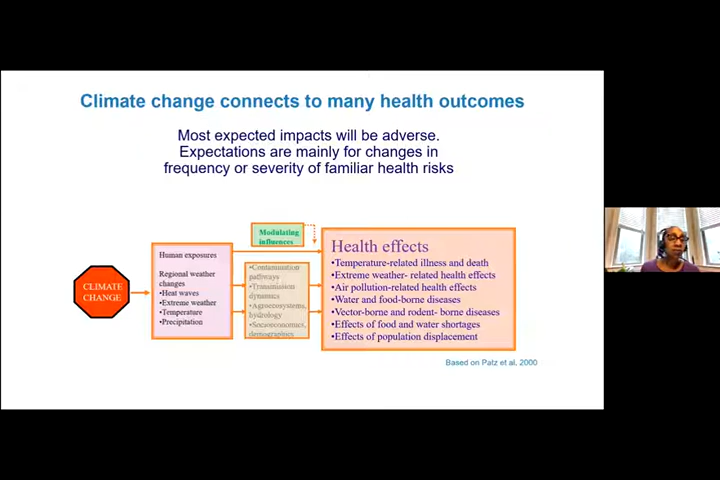 Climate change connects to many health outcomes
Most expected impacts will be adverse.
Expectations are mainly for changes in
frequency or severity of familiar health risks
CLIMATE
CHANGE
Human exposures
Regional weather
changes
•Heat waves
•Extreme weather
•Temperature
•Precipitation
Modulating
influences
•Contamination
pathways
•Transmission
dynamics
•Agroecosystems,
hydrology
•Socioeconomics,
demographics
Health effects
•Temperature-related illness and death
•Extreme weather- related health effects
•Air pollution-related health effects
•Water and food-borne diseases
•Vector-borne and rodent- borne diseases
•Effects of food and water shortages
•Effects of population displacement
Based on Patz et al, 2000